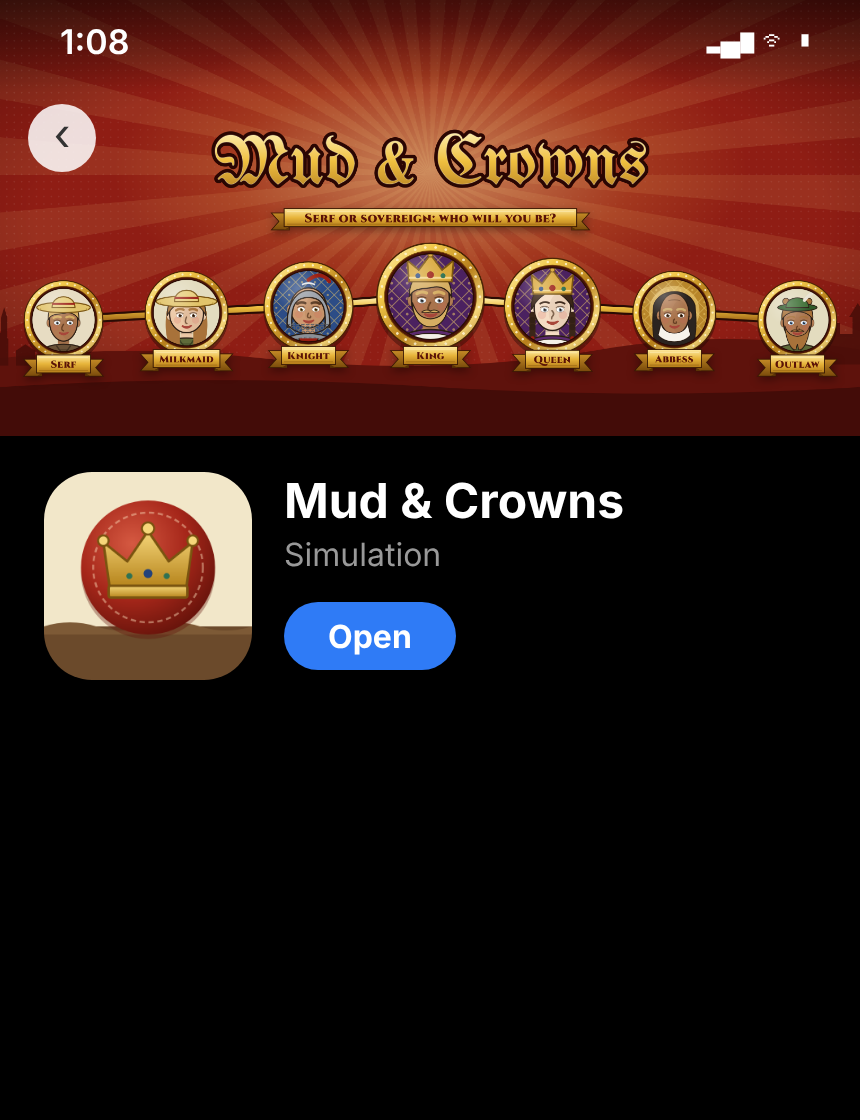 1:08
Mud & Crowns
Serf or sovereign: who will you be?
Serf
Milkmaid
Knight
King
Queen
Abbess
Outlaw
Mud & Crowns
Simulation
Open